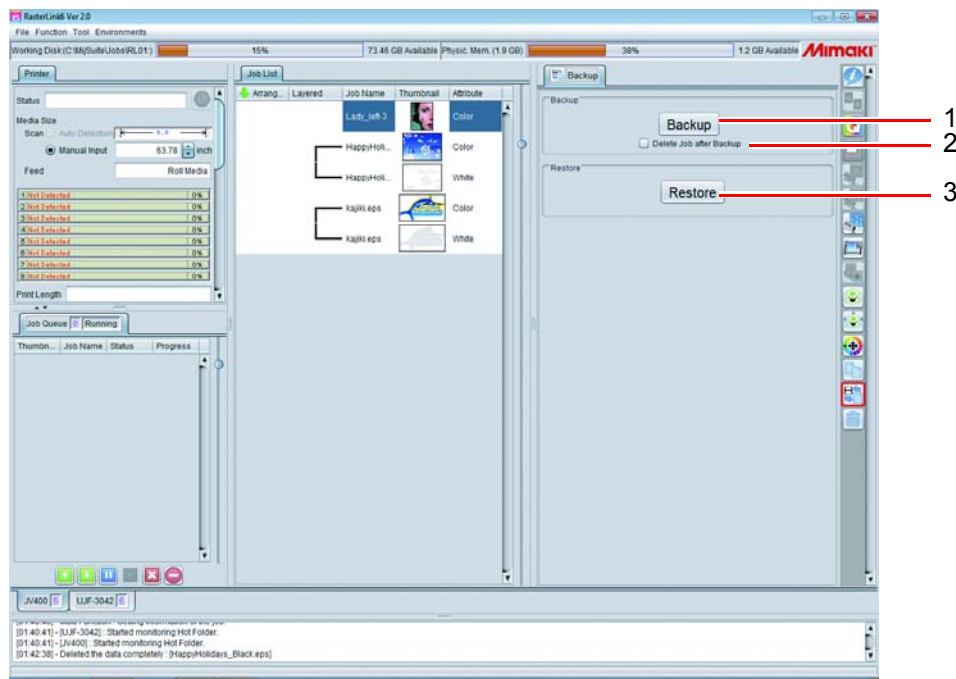 RasterLink6 Ver 2.0
File Function Tool Environments
Working Disk (C:\MijSuite\Jobs\RL01:) 15% 73.46 GB Available Physic. Mem. (1.9 GB) 38% 1.2 GB Available MIMAKI
Printer
Status
Media Size
Scan Auto Detection
Manual Input 63.78 inch
Feed Roll Media
1 Not Detected 0%
2 Not Detected 0%
3 Not Detected 0%
4 Not Detected 0%
5 Not Detected 0%
6 Not Detected 0%
7 Not Detected 0%
8 Not Detected 0%
Print Length
Job Queue 0 Running
Thumbn... Job Name Status Progress
Job List
Arrang... Layered Job Name Thumbnail Attribute
Lady_left-3 Color
HappyHoli... Color
HappyHoli... White
kajiki.eps Color
kajiki.eps White
Backup
Backup
Backup
Delete Job after Backup
Restore
Restore
1
2
3
JV400 6 UJF-3042 6
[01:40:41] - [UJF-3042] : Started monitoring Hot Folder.
[01:40:41] - [JV400] : Started monitoring Hot Folder.
[01:42:38] - Deleted the data completely : [HappyHolidays_Black.eps]